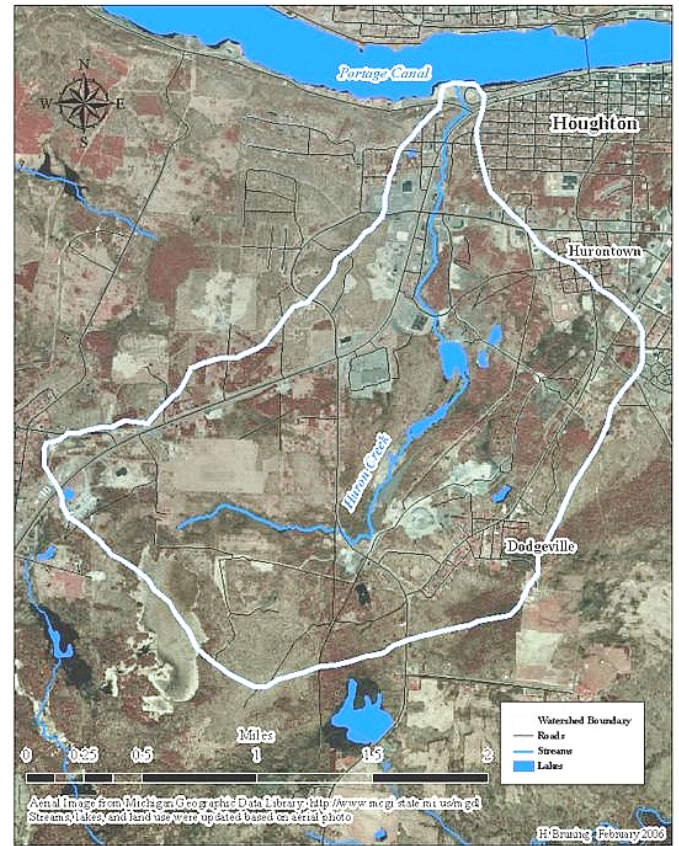 Portage Canal
N
W E
S
Houghton
Hurontown
Huron Creek
Dodgeville
Watershed Boundary
Roads
Streams
Lakes
Miles
0 0.25 0.5 1 1.5 2
Aerial Image from Michigan Geographic Data Library, http://www.mcgi.state.mi.us/mgdl
Streams, lakes, and land use were updated based on aerial photo
H. Bruning February 2006